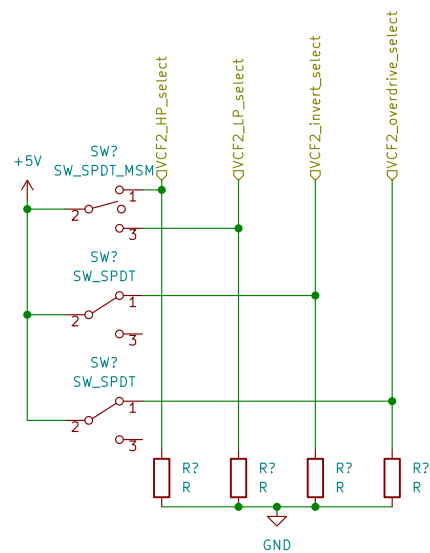 VCF2_HP_select
VCF2_LP_select
VCF2_invert_select
VCF2_overdrive_select
+5V
SW?
SW_SPDT_MSM
1
2
3
SW?
SW_SPDT
1
2
3
SW?
SW_SPDT
1
2
3
R? R? R? R?
R R R R
GND